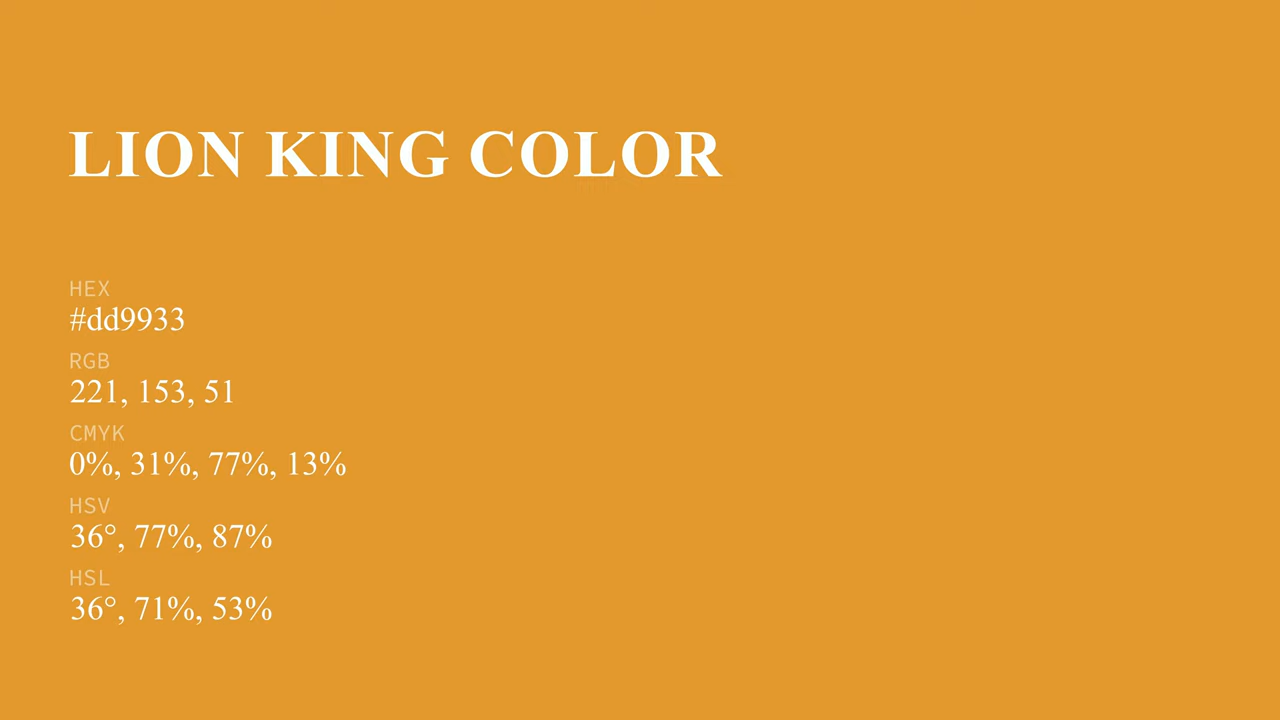 LION KING COLOR
HEX
#dd9933
RGB
221, 153, 51
CMYK
0%, 31%, 77%, 13%
HSV
36°, 77%, 87%
HSL
36°, 71%, 53%